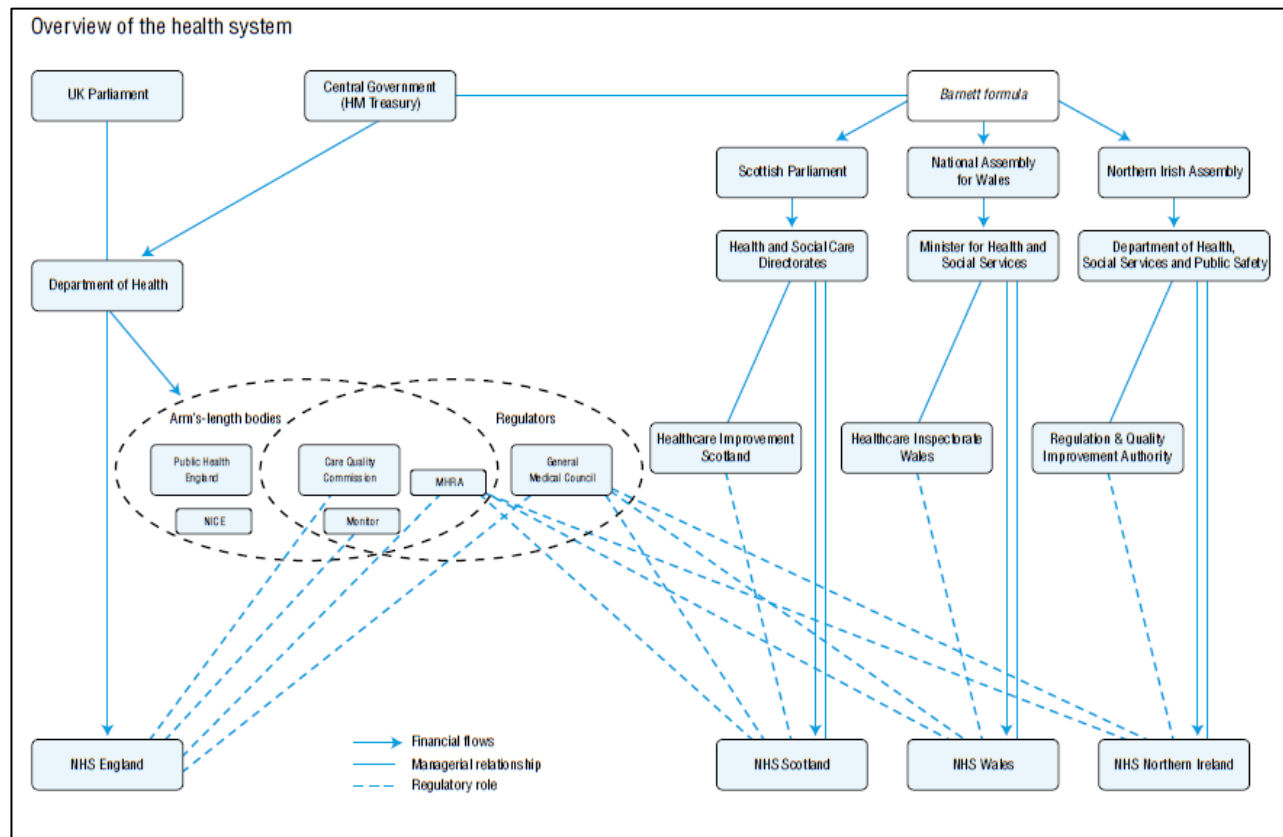 Overview of the health system
UK Parliament
Central Government
(HM Treasury)
Barnett formula
Scottish Parliament
National Assembly
for Wales
Northern Irish Assembly
Health and Social Care
Directorates
Minister for Health and
Social Services
Department of Health,
Social Services and Public Safety
Department of Health
Arm's-length bodies
Regulators
Public Health
England
Care Quality
Commission
MHRA
General
Medical Council
NICE
Monitor
Healthcare Improvement
Scotland
Healthcare Inspectorate
Wales
Regulation & Quality
Improvement Authority
NHS England
Financial flows
Managerial relationship
Regulatory role
NHS Scotland
NHS Wales
NHS Northern Ireland